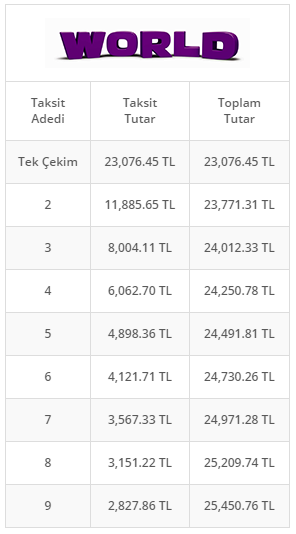 WORLD
Taksit Adedi Taksit Tutar Toplam Tutar
Tek Çekim 23,076.45 TL 23,076.45 TL
2 11,885.65 TL 23,771.31 TL
3 8,004.11 TL 24,012.33 TL
4 6,062.70 TL 24,250.78 TL
5 4,898.36 TL 24,491.81 TL
6 4,121.71 TL 24,730.26 TL
7 3,567.33 TL 24,971.28 TL
8 3,151.22 TL 25,209.74 TL
9 2,827.86 TL 25,450.76 TL